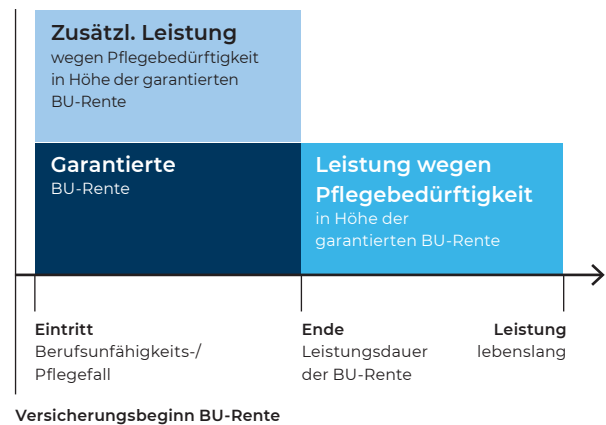 Zusätzl. Leistung
wegen Pflegebedürftigkeit
in Höhe der garantierten
BU-Rente
Garantierte
BU-Rente
Leistung wegen
Pflegebedürftigkeit
in Höhe der
garantierten BU-Rente
Eintritt
Berufsunfähigkeits-/
Pflegefall
Ende
Leistungsdauer
der BU-Rente
Leistung
lebenslang
Versicherungsbeginn BU-Rente